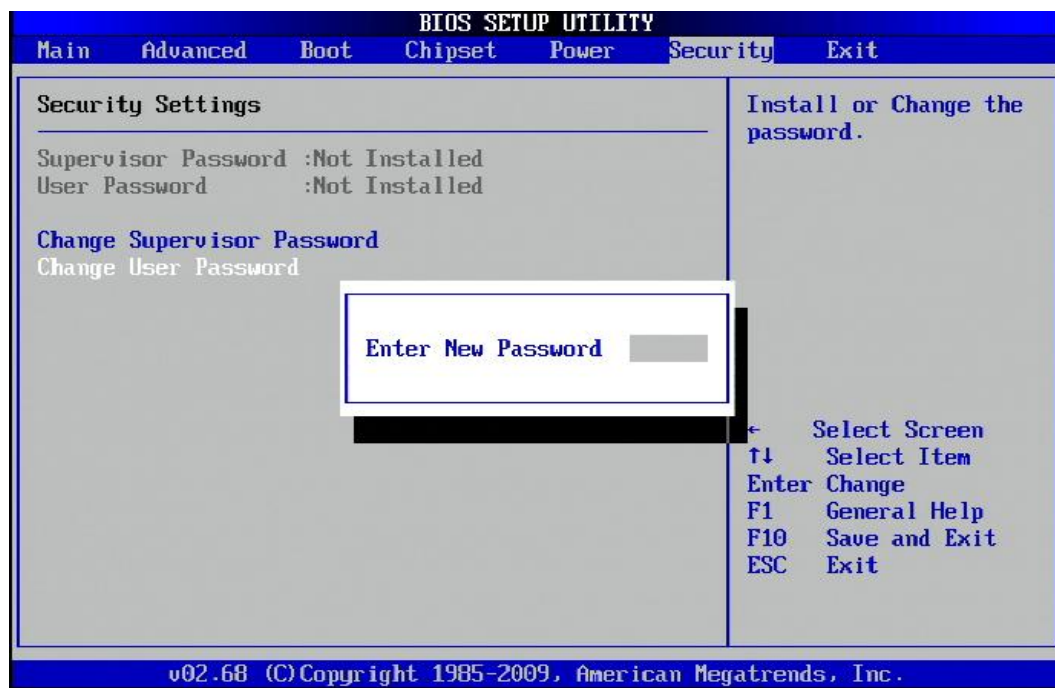 BIOS SETUP UTILITY
Main Advanced Boot Chipset Power Security Exit
Security Settings
Supervisor Password :Not Installed
User Password :Not Installed
Change Supervisor Password
Change User Password
Enter New Password
Install or Change the
password.
← Select Screen
↑↓ Select Item
Enter Change
F1 General Help
F10 Save and Exit
ESC Exit
v02.68 (C)Copyright 1985-2009, American Megatrends, Inc.